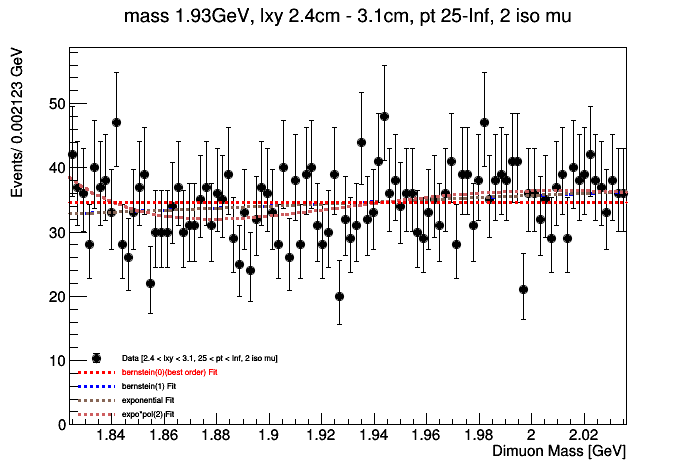 mass 1.93GeV, lxy 2.4cm - 3.1cm, pt 25-Inf, 2 iso mu
Events/ 0.002123 GeV
50
40
30
20
10
0
Data [2.4 < lxy < 3.1, 25 < pt < Inf, 2 iso mu]
bernstein(0)(best order) Fit
bernstein(1) Fit
exponential Fit
expo*pol(2) Fit
1.84 1.86 1.88 1.9 1.92 1.94 1.96 1.98 2 2.02
Dimuon Mass [GeV]